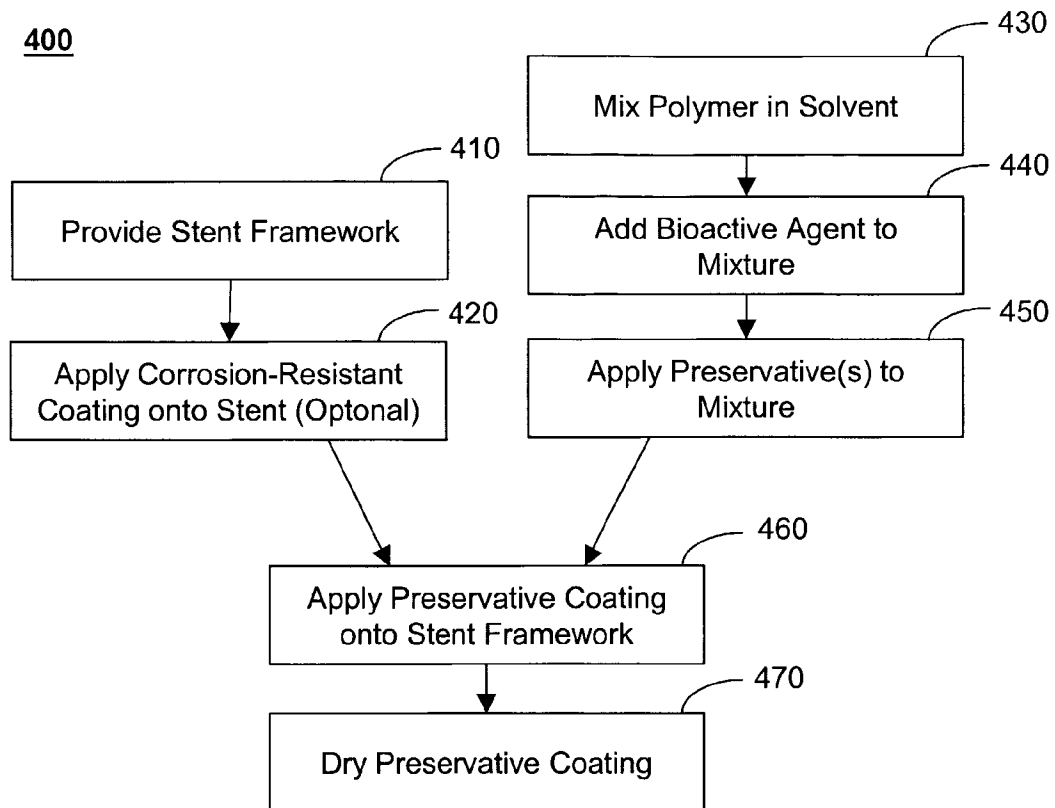 400
430
Mix Polymer in Solvent
410
440
Provide Stent Framework
Add Bioactive Agent to
Mixture
420
450
Apply Corrosion-Resistant
Coating onto Stent (Optonal)
Apply Preservative(s) to
Mixture
460
Apply Preservative Coating
onto Stent Framework
470
Dry Preservative Coating